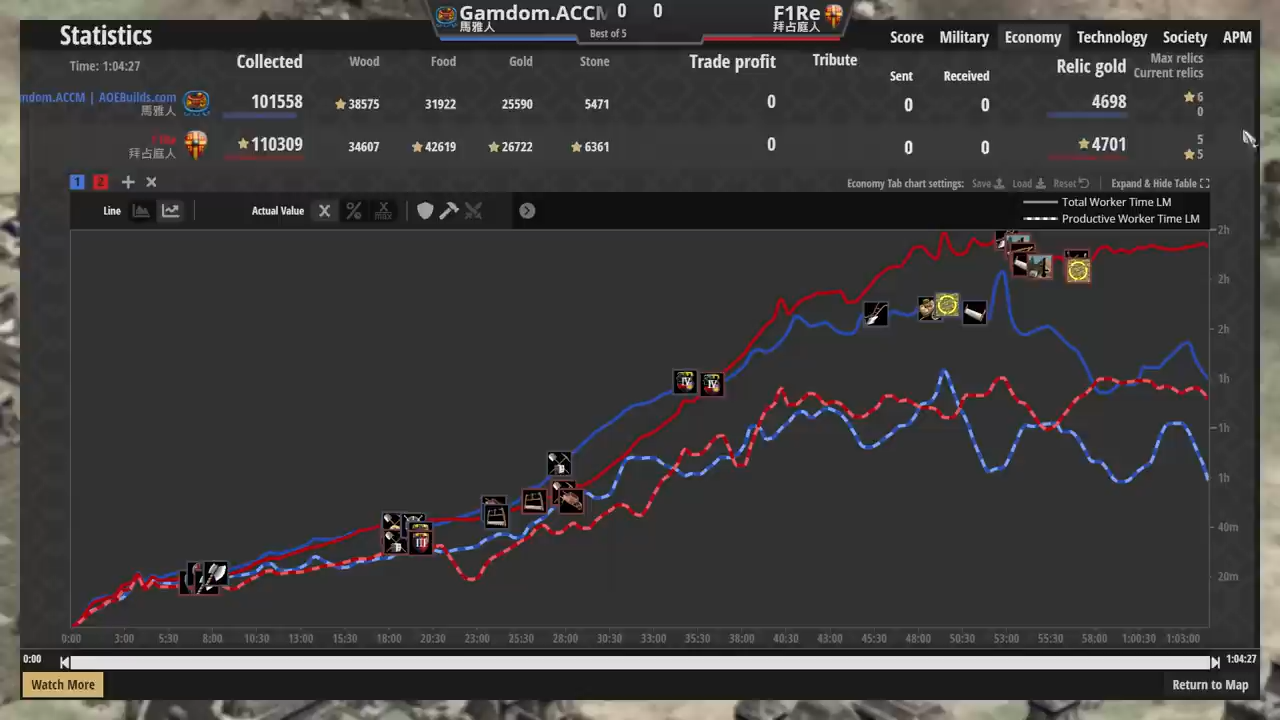 Gamdom.ACCM 0 0 F1Re
馬雅人 Best of 5 拜占庭人
Statistics
Score Military Economy Technology Society APM
Time: 1:04:27
Collected Wood Food Gold Stone Trade profit Tribute Sent Received Relic gold Max relics
Current relics
ndom.ACCM | AOEBuilds.com 101558 38575 31922 25590 5471 0 0 0 4698 6
馬雅人 0
110309 34607 42619 26722 6361 0 0 0 4701 5
拜占庭人 5
1 2 Economy Tab chart settings: Save Load Reset Expand & Hide Table
Line Actual Value X % X max
Total Worker Time LM
Productive Worker Time LM
2h
2h
2h
1h
1h
1h
40m
20m
IV IV
III
0:00 3:00 5:30 8:00 10:30 13:00 15:30 18:00 20:30 23:00 25:30 28:00 30:30 33:00 35:30 38:00 40:30 43:00 45:30 48:00 50:30 53:00 55:30 58:00 1:00:30 1:03:00
0:00 1:04:27
Watch More Return to Map